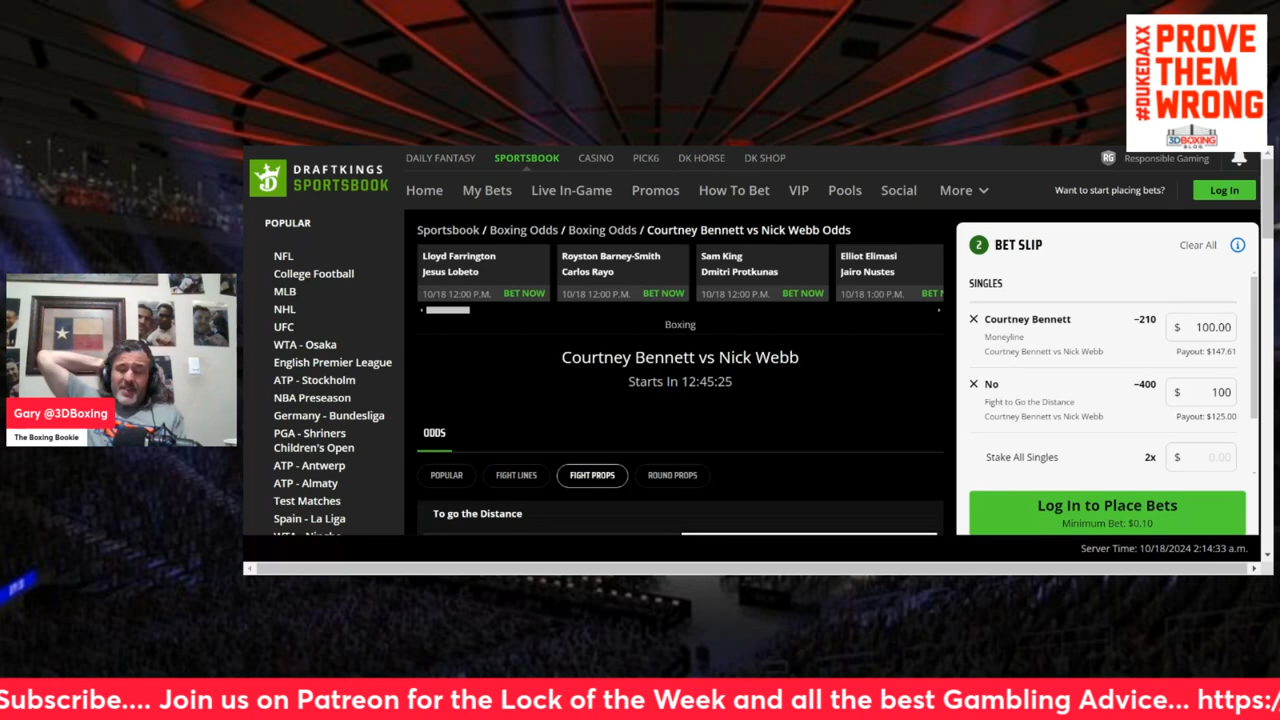 #DUKEDAXX
PROVE
THEM
WRONG
3DBOXING
BLOG
DRAFTKINGS
SPORTSBOOK
DAILY FANTASY
SPORTSBOOK
CASINO
PICK6
DK HORSE
DK SHOP
RG
Responsible Gaming
Home
My Bets
Live In-Game
Promos
How To Bet
VIP
Pools
Social
More
Want to start placing bets?
Log In
POPULAR
NFL
College Football
MLB
NHL
UFC
WTA - Osaka
English Premier League
ATP - Stockholm
NBA Preseason
Germany - Bundesliga
PGA - Shriners
Children's Open
ATP - Antwerp
ATP - Almaty
Test Matches
Spain - La Liga
Sportsbook / Boxing Odds / Boxing Odds / Courtney Bennett vs Nick Webb Odds
Lloyd Farrington
Jesus Lobeto
10/18 12:00 P.M.
BET NOW
Royston Barney-Smith
Carlos Rayo
10/18 12:00 P.M.
BET NOW
Sam King
Dmitri Protkunas
10/18 12:00 P.M.
BET NOW
Elliot Elimasi
Jairo Nustes
10/18 1:00 P.M.
BET N
Boxing
Courtney Bennett vs Nick Webb
Starts In 12:45:25
ODDS
POPULAR
FIGHT LINES
FIGHT PROPS
ROUND PROPS
To go the Distance
2 BET SLIP
Clear All
SINGLES
Courtney Bennett
−210
$ 100.00
Moneyline
Courtney Bennett vs Nick Webb
Payout: $147.61
No
−400
$ 100
Fight to Go the Distance
Courtney Bennett vs Nick Webb
Payout: $125.00
Stake All Singles
2x
$ 0.00
Log In to Place Bets
Minimum Bet: $0.10
Server Time: 10/18/2024 2:14:33 a.m.
Gary @3DBoxing
The Boxing Bookie
Subscribe.... Join us on Patreon for the Lock of the Week and all the best Gambling Advice... https:/